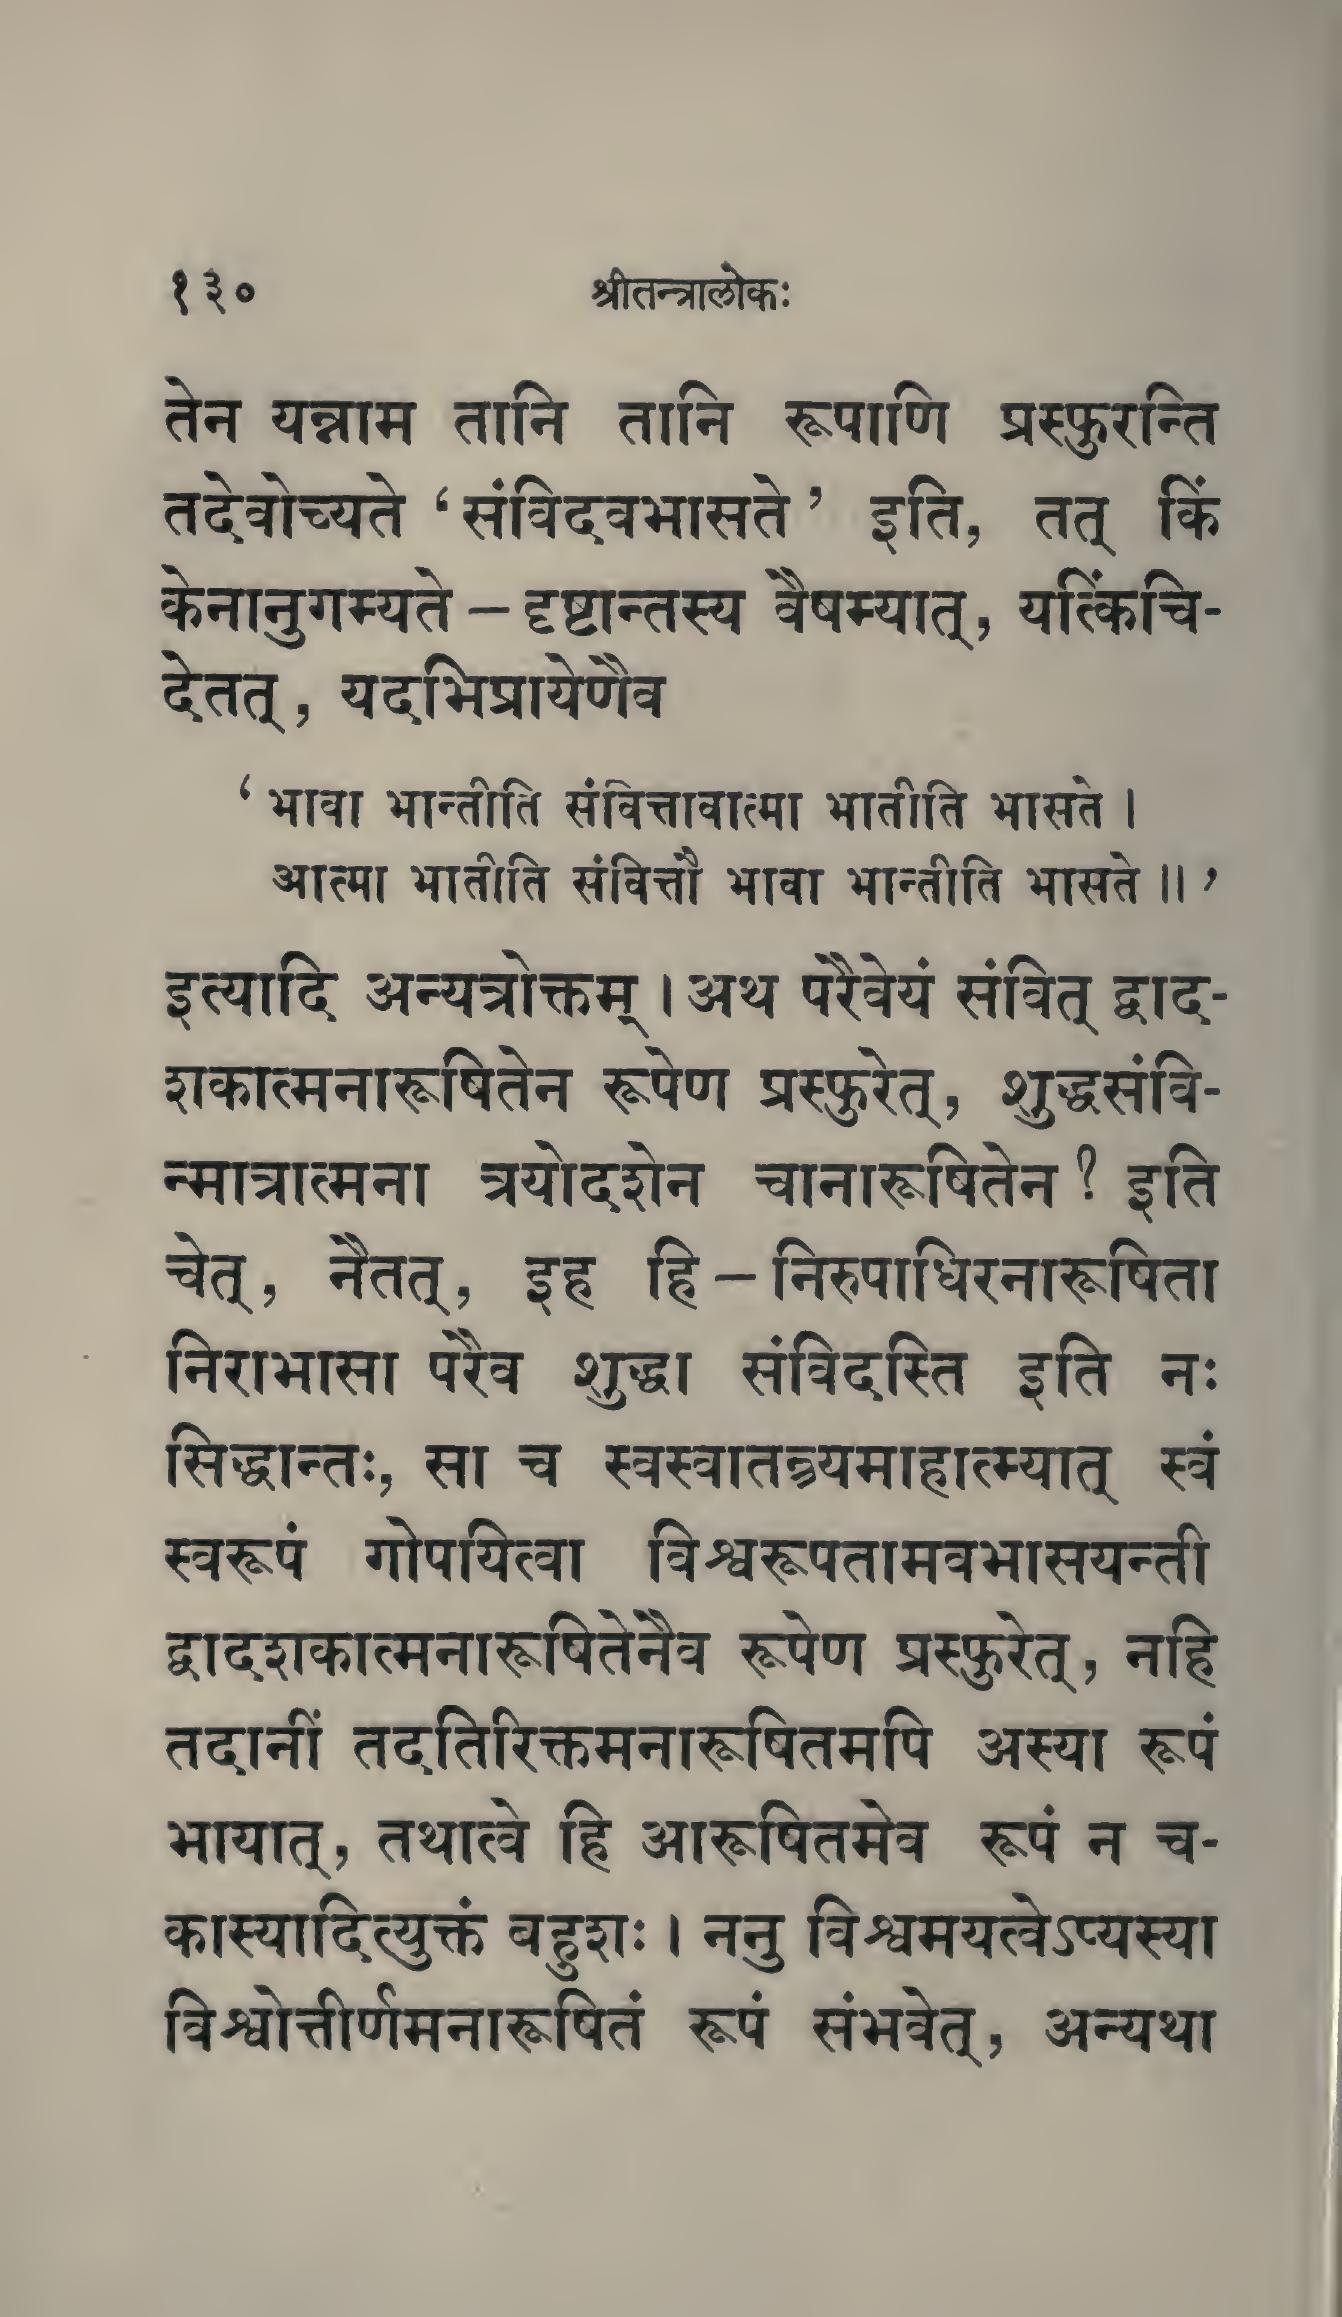 १३०
श्रीतन्त्रालोकः
तेन यन्नाम तानि तानि रूपाणि प्रस्फुरन्ति
तदेवोच्यते ‘संविदवभासते’ इति, तत् किं
केनानुगम्यते – दृष्टान्तस्य वैषम्यात्, यत्किंचि-
देतत्, यदभिप्रायेणैव
‘ भावा भान्तीति संवित्तावात्मा भातीति भासते ।
आत्मा भातीति संवित्तौ भावा भान्तीति भासते ॥ ’
इत्यादि अन्यत्रोक्तम् । अथ परैवेयं संवित् द्वाद-
शकात्मनारूषितेन रूपेण प्रस्फुरेत्, शुद्धसंवि-
न्मात्रात्मना त्रयोदशेन चानारूषितेन ? इति
चेत्, नैतत्, इह हि – निरुपाधिरनारूषिता
निराभासा परैव शुद्धा संविदस्ति इति नः
सिद्धान्तः, सा च स्वस्वातन्त्र्यमाहात्म्यात् स्वं
स्वरूपं गोपयित्वा विश्वरूपतामवभासयन्ती
द्वादशकात्मनारूषितेनैव रूपेण प्रस्फुरेत्, नहि
तदानीं तदतिरिक्तमनारूषितमपि अस्या रूपं
भायात्, तथात्वे हि आरूषितमेव रूपं न च-
कास्यादित्युक्तं बहुशः । ननु विश्वमयत्वेऽप्यस्या
विश्वोत्तीर्णमनारूषितं रूपं संभवेत्, अन्यथा